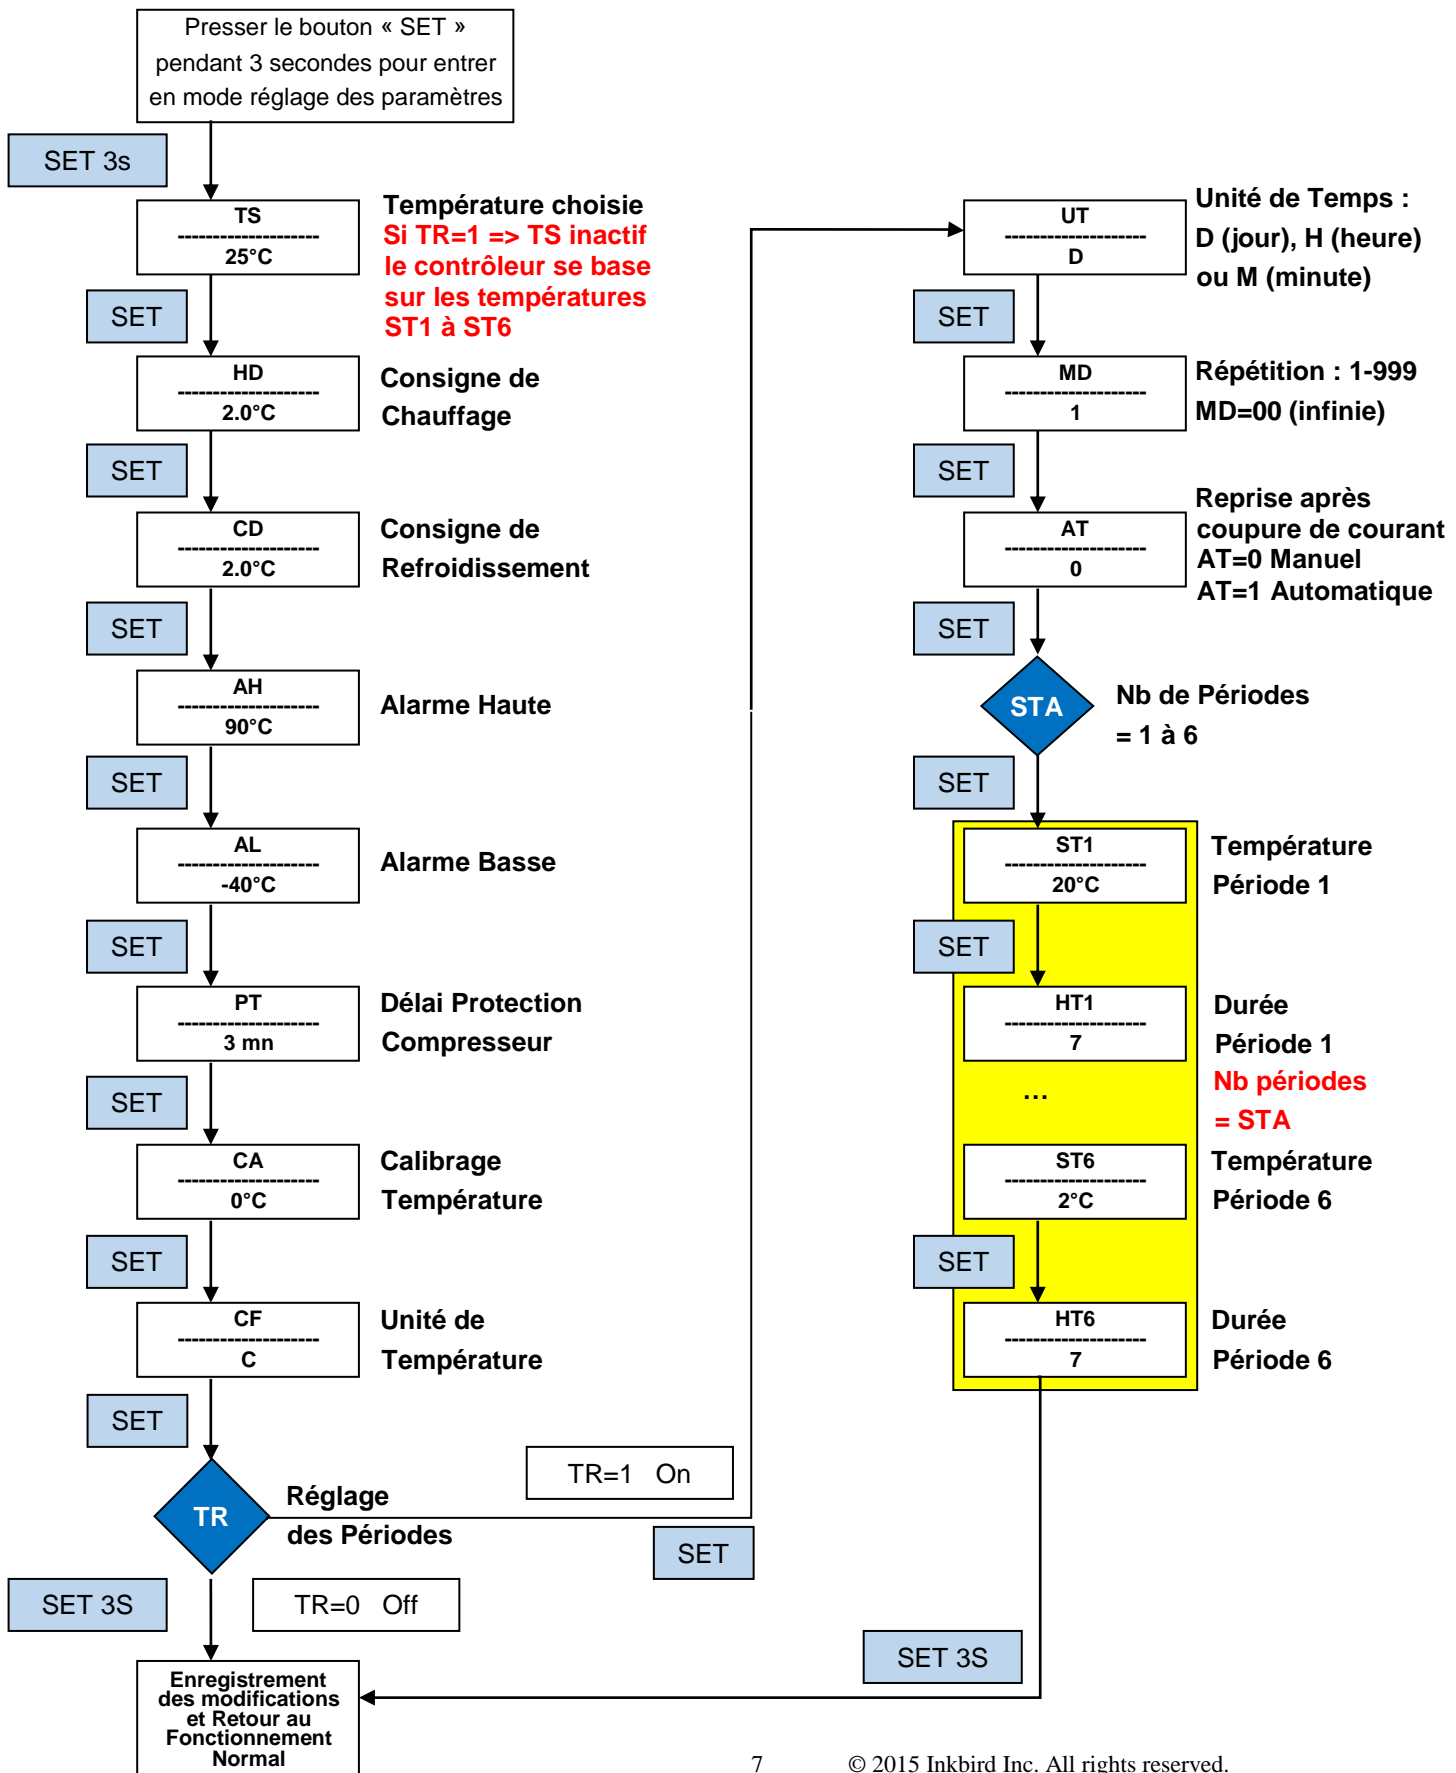 Presser le bouton « SET »
pendant 3 secondes pour entrer
en mode réglage des paramètres
SET 3s
TS
--------------------
25°C
Température choisie
Si TR=1 => TS inactif
le contrôleur se base
sur les températures
ST1 à ST6
SET
HD
--------------------
2.0°C
Consigne de
Chauffage
SET
CD
--------------------
2.0°C
Consigne de
Refroidissement
SET
AH
--------------------
90°C
Alarme Haute
SET
AL
--------------------
-40°C
Alarme Basse
SET
PT
--------------------
3 mn
Délai Protection
Compresseur
SET
CA
--------------------
0°C
Calibrage
Température
SET
CF
--------------------
C
Unité de
Température
SET
TR
Réglage
des Périodes
TR=1 On
SET
SET 3S
TR=0 Off
Enregistrement
des modifications
et Retour au
Fonctionnement
Normal
UT
--------------------
D
Unité de Temps :
D (jour), H (heure)
ou M (minute)
SET
MD
--------------------
1
Répétition : 1-999
MD=00 (infinie)
SET
AT
--------------------
0
Reprise après
coupure de courant
AT=0 Manuel
AT=1 Automatique
SET
STA
Nb de Périodes
= 1 à 6
SET
ST1
--------------------
20°C
Température
Période 1
SET
HT1
--------------------
7
Durée
Période 1
Nb périodes
= STA
...
ST6
--------------------
2°C
Température
Période 6
SET
HT6
--------------------
7
Durée
Période 6
SET 3S
7 © 2015 Inkbird Inc. All rights reserved.